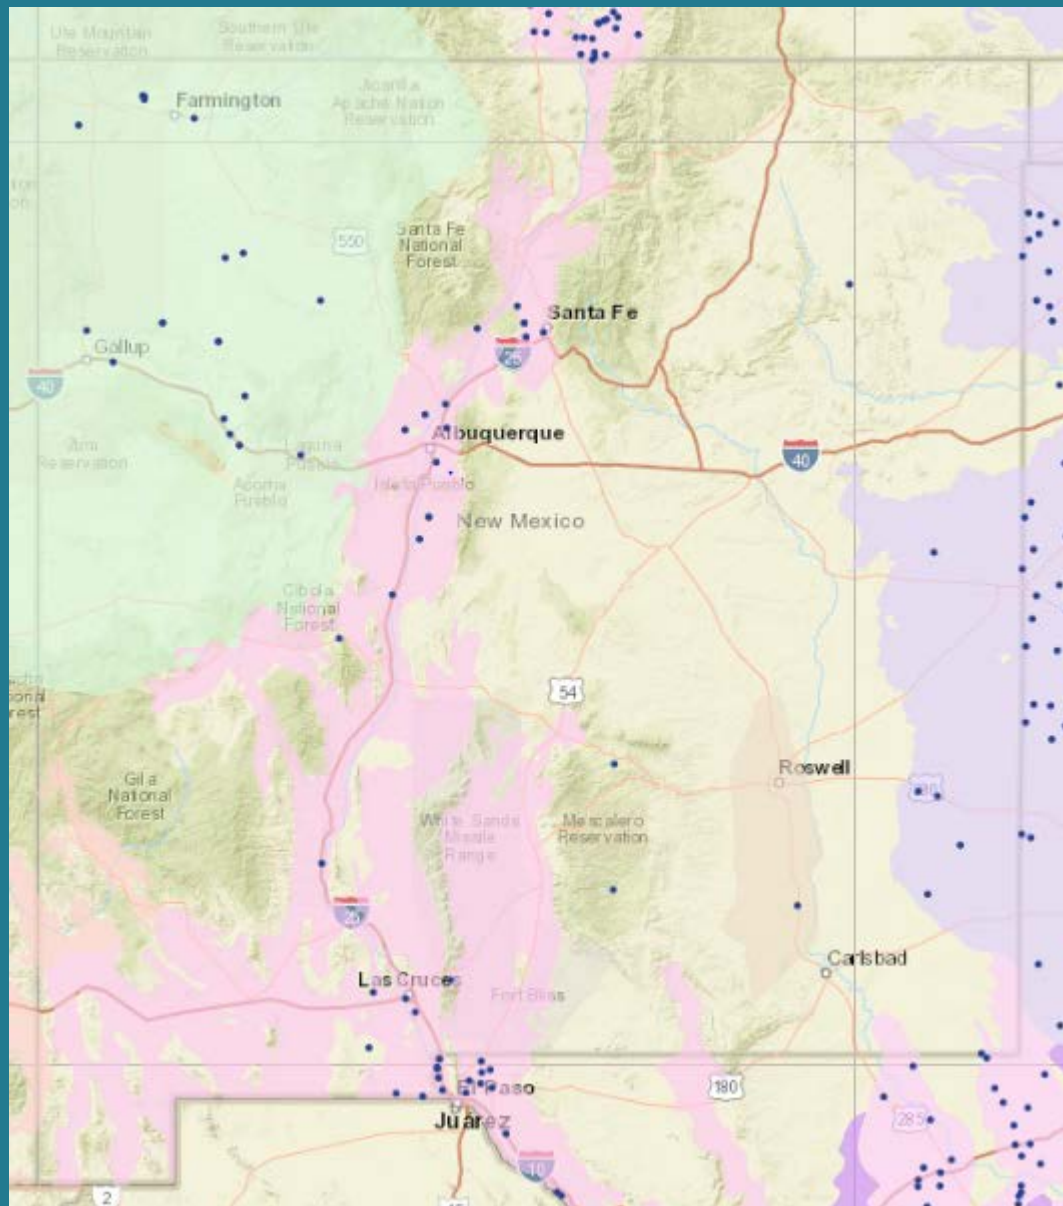 Ute Mountain
Reservation
Southern Ute
Reservation
Jicarilla
Apache Nation
Reservation
Farmington
550
Santa Fe
National
Forest
Santa Fe
25
Gallup
40
Albuquerque
40
Zuni
Reservation
Laguna
Pueblo
Acoma
Pueblo
Isleta Pueblo
New Mexico
Cibola
National
Forest
54
Roswell
Gila
National
Forest
White Sands
Missile
Range
Mescalero
Reservation
25
Carlsbad
Las Cruces
Fort Bliss
El Paso
180
Juárez
285
10
2